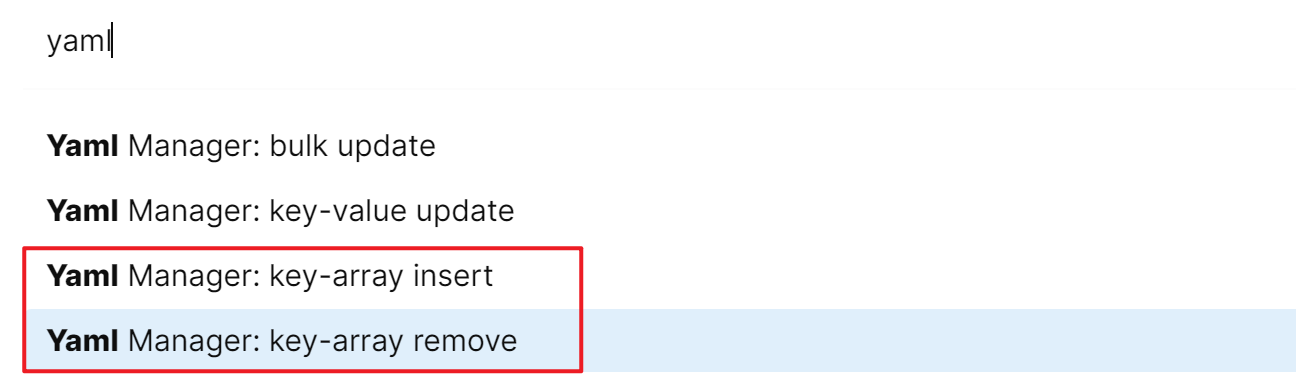 yaml
Yaml Manager: bulk update
Yaml Manager: key-value update
Yaml Manager: key-array insert
Yaml Manager: key-array remove